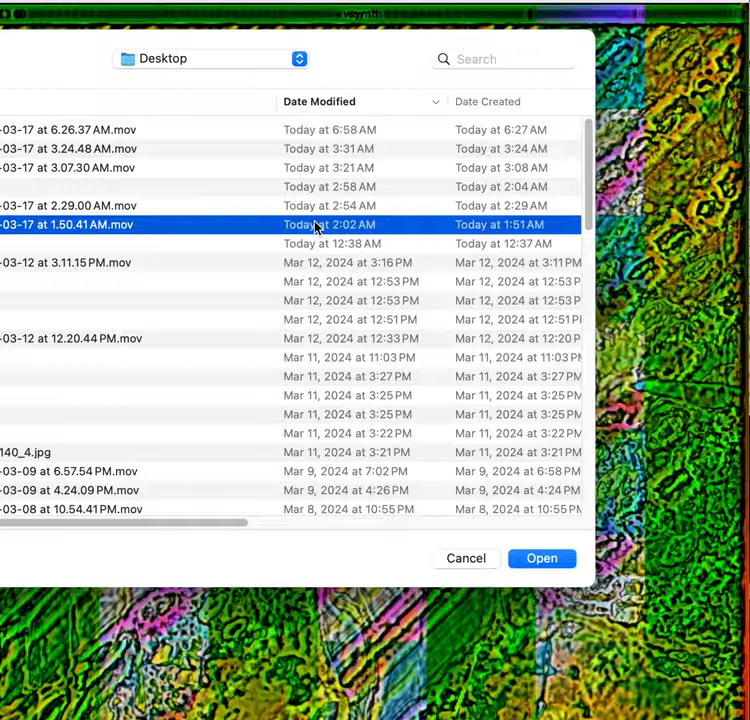 Desktop
Search
Date Modified Date Created
-03-17 at 6.26.37 AM.mov Today at 6:58 AM Today at 6:27 AM
-03-17 at 3.24.48 AM.mov Today at 3:31 AM Today at 3:24 AM
-03-17 at 3.07.30 AM.mov Today at 3:21 AM Today at 3:08 AM
Today at 2:58 AM Today at 2:04 AM
-03-17 at 2.29.00 AM.mov Today at 2:54 AM Today at 2:29 AM
-03-17 at 1.50.41 AM.mov Today at 2:02 AM Today at 1:51 AM
Today at 12:38 AM Today at 12:37 AM
-03-12 at 3.11.15 PM.mov Mar 12, 2024 at 3:16 PM Mar 12, 2024 at 3:11 PM
Mar 12, 2024 at 12:53 PM Mar 12, 2024 at 12:53 P
Mar 12, 2024 at 12:53 PM Mar 12, 2024 at 12:53 P
Mar 12, 2024 at 12:51 PM Mar 12, 2024 at 12:51 P
-03-12 at 12.20.44 PM.mov Mar 12, 2024 at 12:33 PM Mar 12, 2024 at 12:20 P
Mar 11, 2024 at 11:03 PM Mar 11, 2024 at 11:03 P
Mar 11, 2024 at 3:27 PM Mar 11, 2024 at 3:27 PM
Mar 11, 2024 at 3:25 PM Mar 11, 2024 at 3:25 PM
Mar 11, 2024 at 3:25 PM Mar 11, 2024 at 3:25 PM
Mar 11, 2024 at 3:22 PM Mar 11, 2024 at 3:22 PM
140_4.jpg Mar 11, 2024 at 3:21 PM Mar 11, 2024 at 3:21 PM
-03-09 at 6.57.54 PM.mov Mar 9, 2024 at 7:02 PM Mar 9, 2024 at 6:58 PM
-03-09 at 4.24.09 PM.mov Mar 9, 2024 at 4:26 PM Mar 9, 2024 at 4:24 PM
-03-08 at 10.54.41 PM.mov Mar 8, 2024 at 10:55 PM Mar 8, 2024 at 10:55 P
Cancel Open